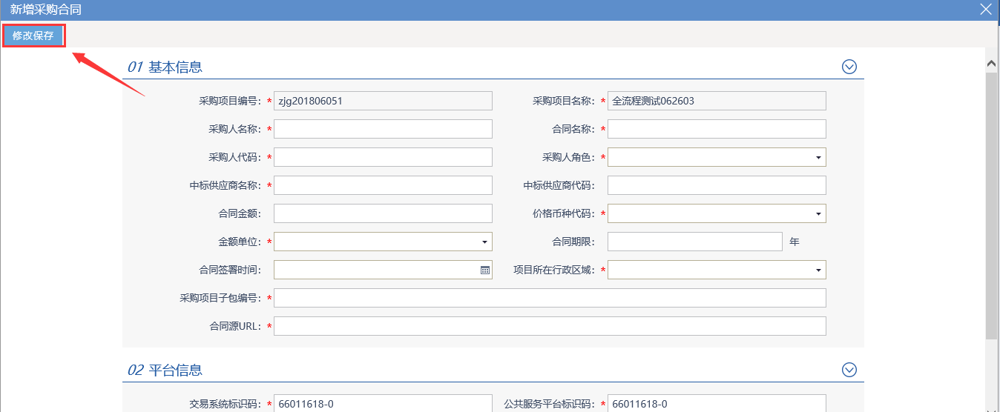 新增采购合同
修改保存
01 基本信息
采购项目编号: * zjg201806051 采购项目名称: * 全流程测试062603
采购人名称: * 合同名称: *
采购人代码: * 采购人角色: *
中标供应商名称: * 中标供应商代码:
合同金额: 价格币种代码: *
金额单位: * 合同期限: 年
合同签署时间: 项目所在行政区域: *
采购项目子包编号: *
合同源URL: *
02 平台信息
交易系统标识码: * 66011618-0 公共服务平台标识码: * 66011618-0